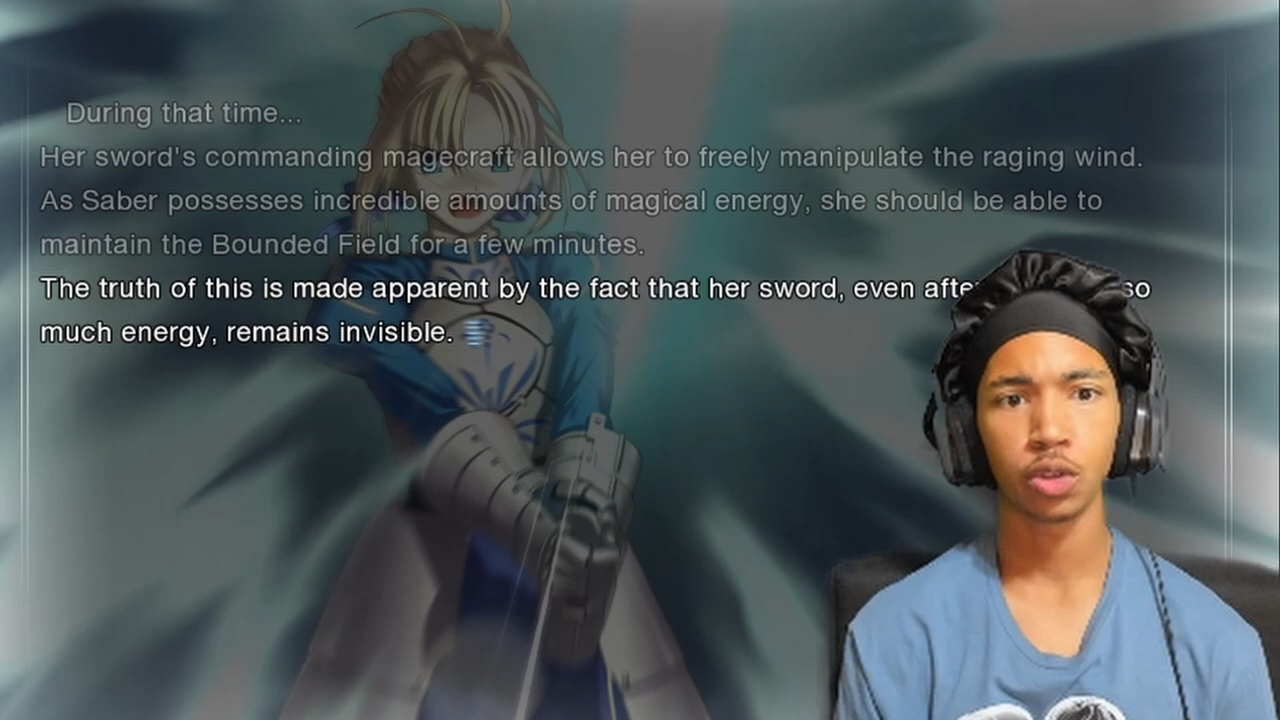 During that time...
Her sword's commanding magecraft allows her to freely manipulate the raging wind.
As Saber possesses incredible amounts of magical energy, she should be able to
maintain the Bounded Field for a few minutes.
The truth of this is made apparent by the fact that her sword, even so
much energy, remains invisible.